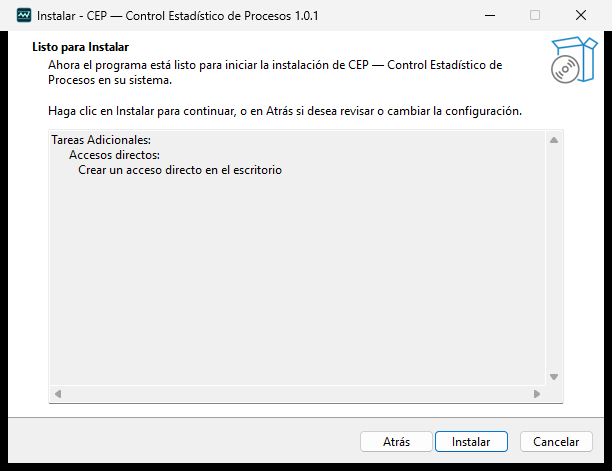 Instalar - CEP — Control Estadístico de Procesos 1.0.1
Listo para Instalar
Ahora el programa está listo para iniciar la instalación de CEP — Control Estadístico de
Procesos en su sistema.
Haga clic en Instalar para continuar, o en Atrás si desea revisar o cambiar la configuración.
Tareas Adicionales:
Accesos directos:
Crear un acceso directo en el escritorio
Atrás
Instalar
Cancelar